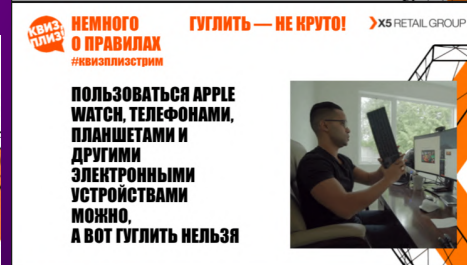 КВИЗ
ПЛИЗ!
НЕМНОГО
О ПРАВИЛАХ
#КВИЗПЛИЗСТРИМ
ГУГЛИТЬ — НЕ КРУТО!
X5 RETAIL GROUP
ПОЛЬЗОВАТЬСЯ APPLE
WATCH, ТЕЛЕФОНАМИ,
ПЛАНШЕТАМИ И
ДРУГИМИ
ЭЛЕКТРОННЫМИ
УСТРОЙСТВАМИ
МОЖНО,
А ВОТ ГУГЛИТЬ НЕЛЬЗЯ